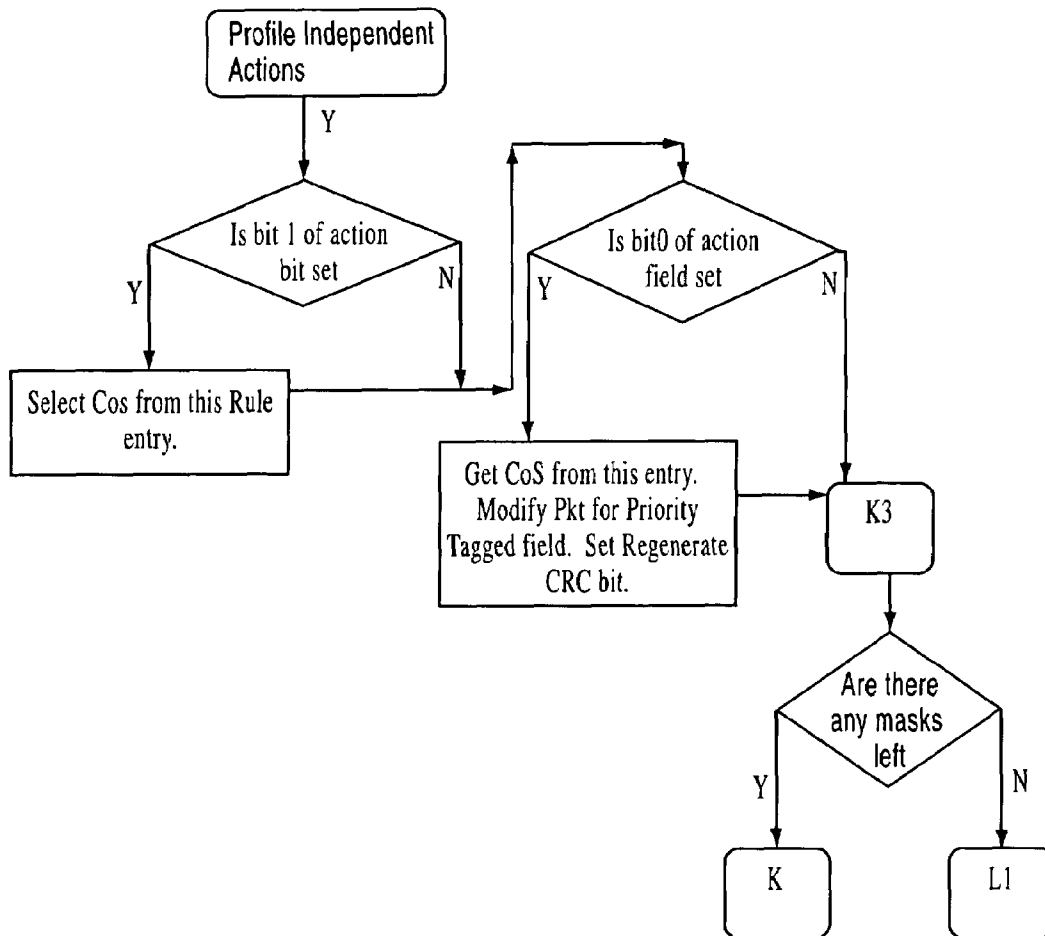 Profile Independent
Actions
Y
Is bit 1 of action
bit set
Y
N
Select Cos from this Rule
entry.
Is bit0 of action
field set
Y
N
Get CoS from this entry.
Modify Pkt for Priority
Tagged field. Set Regenerate
CRC bit.
K3
Are there
any masks
left
Y
N
K
L1